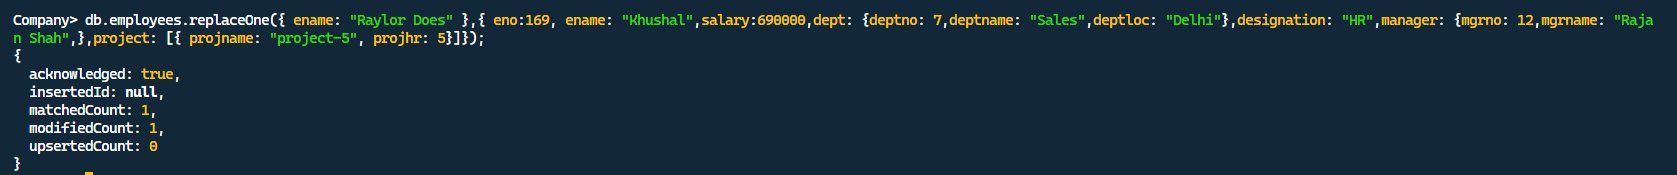 Company> db.employees.replaceOne({ ename: "Raylor Does" },{ eno:169, ename: "Khushal",salary:690000,dept: {deptno: 7,deptname: "Sales",deptloc: "Delhi"},designation: "HR",manager: {mgrno: 12,mgrname: "Raja
n Shah",},project: [{ projname: "project-5", projhr: 5}]});
{
  acknowledged: true,
  insertedId: null,
  matchedCount: 1,
  modifiedCount: 1,
  upsertedCount: 0
}